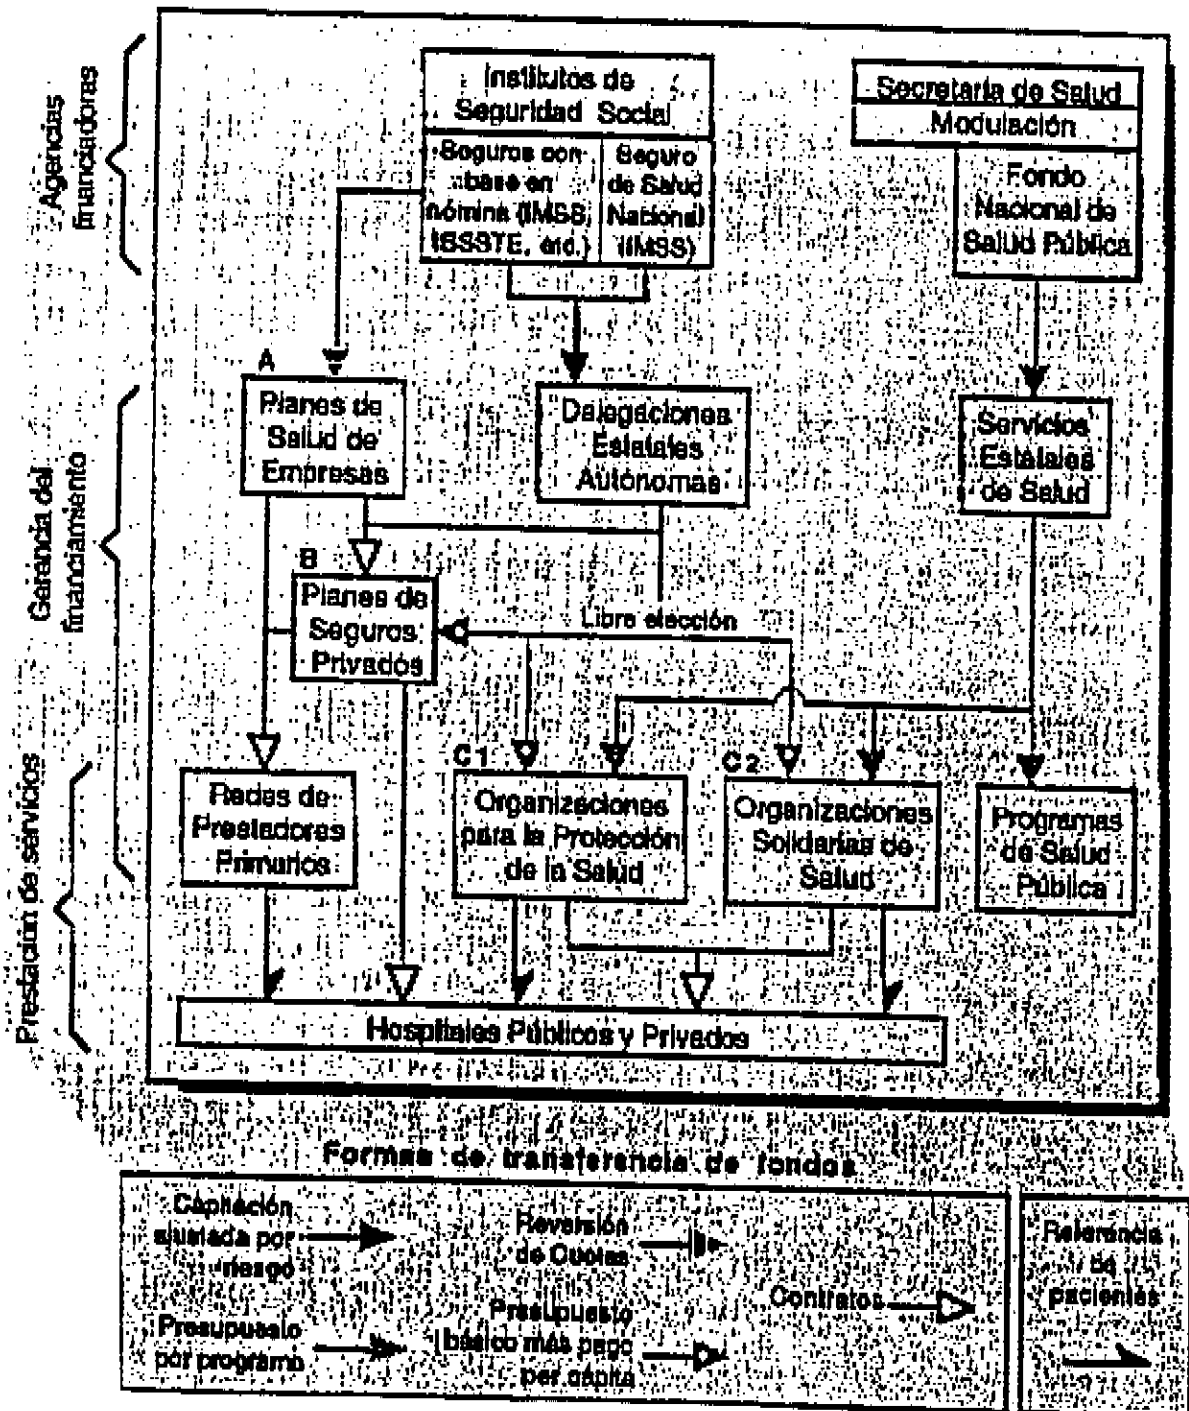 Agencias
financiadoras
Institutos de
Seguridad Social
Seguros con
base en
nómina (IMSS,
ISSSTE, etc.)
Seguro
de Salud
Nacional
(IMSS)
Secretaría de Salud
Modulación
Fondo
Nacional de
Salud Pública
Gerencia del
financiamiento
A
Planes de
Salud de
Empresas
Delegaciones
Estatales
Autónomas
Servicios
Estatales
de Salud
B
Planes de
Seguros
Privados
Libre elección
Prestación de servicios
Redes de
Prestadores
Primarios
C1
Organizaciones
para la Protección
de la Salud
C2
Organizaciones
Solidarias de
Salud
Programas
de Salud
Pública
Hospitales Públicos y Privados
Formas de transferencia de fondos
Capitación
ajustada por
riesgo
Reversión
de Cuotas
Contratos
Presupuesto
por programa
Presupuesto
básico más pago
per cápita
Referencia
de
pacientes